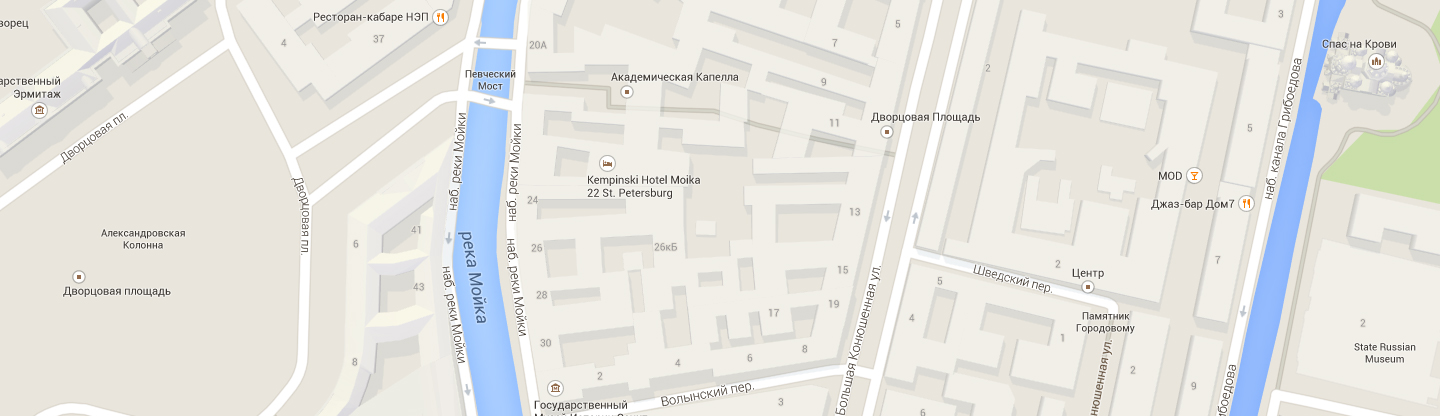 ворец
Ресторан-кабаре НЭП
4
37
арственный
Эрмитаж
Дворцовая пл.
Дворцовая пл.
Александровская
Колонна
Дворцовая площадь
6
41
43
8
Певческий
Мост
наб. реки Мойки
наб. реки Мойки
река Мойка
наб. реки Мойки
наб. реки Мойки
20А
Академическая Капелла
7
5
9
11
Дворцовая Площадь
Kempinski Hotel Moika
22 St. Petersburg
24
26
26кБ
28
30
13
15
19
17
2
4
6
8
3
Государственный
Волынский пер.
Большая Конюшенная ул.
2
3
Спас на Крови
наб. канала Грибоедова
5
MOD
Джаз-бар Дом7
7
2
Центр
Шведский пер.
Памятник
Городовому
5
4
1
6
2
9
нюшенная ул.
ибоедова
2
State Russian
Museum